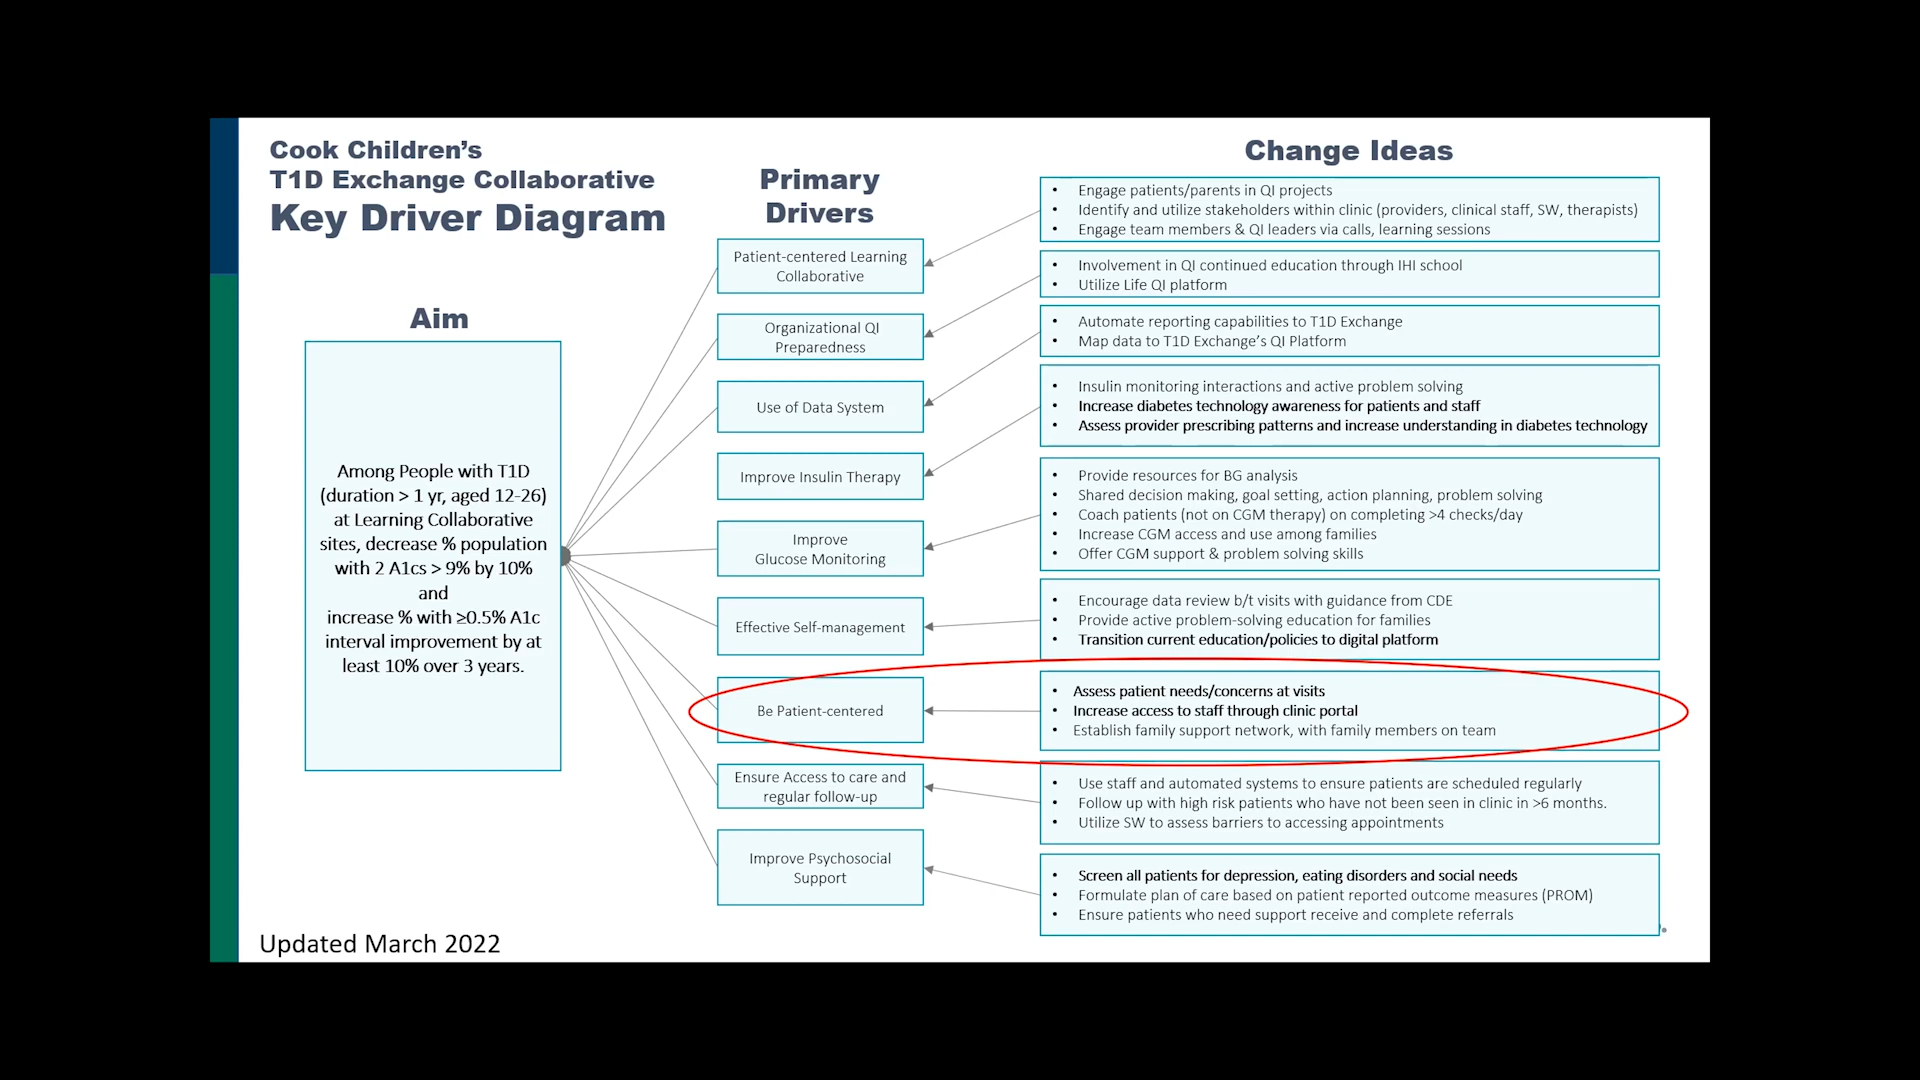 Cook Children's
T1D Exchange Collaborative
Key Driver Diagram
Aim
Among People with T1D
(duration > 1 yr, aged 12-26)
at Learning Collaborative
sites, decrease % population
with 2 A1cs > 9% by 10%
and
increase % with ≥0.5% A1c
interval improvement by at
least 10% over 3 years.
Updated March 2022
Primary
Drivers
Patient-centered Learning
Collaborative
Organizational QI
Preparedness
Use of Data System
Improve Insulin Therapy
Improve
Glucose Monitoring
Effective Self-management
Be Patient-centered
Ensure Access to care and
regular follow-up
Improve Psychosocial
Support
Change Ideas
• Engage patients/parents in QI projects
• Identify and utilize stakeholders within clinic (providers, clinical staff, SW, therapists)
• Engage team members & QI leaders via calls, learning sessions
• Involvement in QI continued education through IHI school
• Utilize Life QI platform
• Automate reporting capabilities to T1D Exchange
• Map data to T1D Exchange's QI Platform
• Insulin monitoring interactions and active problem solving
• Increase diabetes technology awareness for patients and staff
• Assess provider prescribing patterns and increase understanding in diabetes technology
• Provide resources for BG analysis
• Shared decision making, goal setting, action planning, problem solving
• Coach patients (not on CGM therapy) on completing >4 checks/day
• Increase CGM access and use among families
• Offer CGM support & problem solving skills
• Encourage data review b/t visits with guidance from CDE
• Provide active problem-solving education for families
• Transition current education/policies to digital platform
• Assess patient needs/concerns at visits
• Increase access to staff through clinic portal
• Establish family support network, with family members on team
• Use staff and automated systems to ensure patients are scheduled regularly
• Follow up with high risk patients who have not been seen in clinic in >6 months.
• Utilize SW to assess barriers to accessing appointments
• Screen all patients for depression, eating disorders and social needs
• Formulate plan of care based on patient reported outcome measures (PROM)
• Ensure patients who need support receive and complete referrals